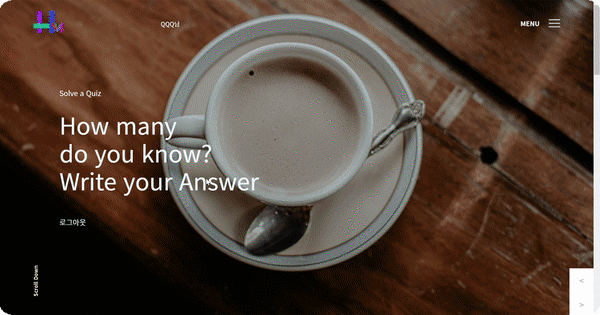 QQQ님
MENU
Solve a Quiz
How many
do you know?
Write your Answer
로그아웃
Scroll Down
<
>